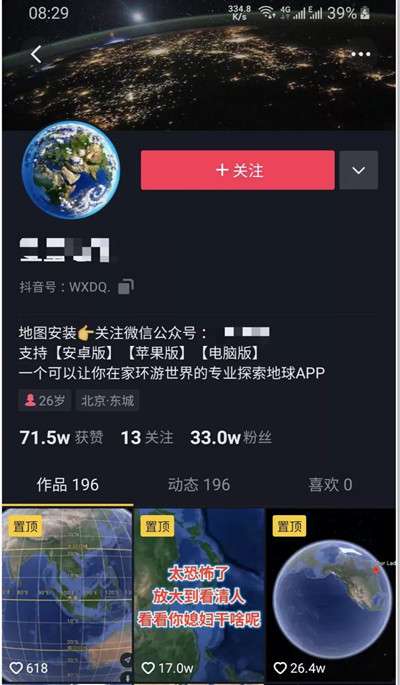 08:29 334.8 K/s 4G E 39%
+关注
抖音号：WXDQ.
地图安装👉关注微信公众号：
支持【安卓版】【苹果版】【电脑版】
一个可以让你在家环游世界的专业探索地球APP
26岁 北京·东城
71.5w 获赞 13 关注 33.0w 粉丝
作品 196 动态 196 喜欢 0
置顶 置顶 置顶
太恐怖了
放大到看清人
看看你媳妇干啥呢
618 17.0w 26.4w